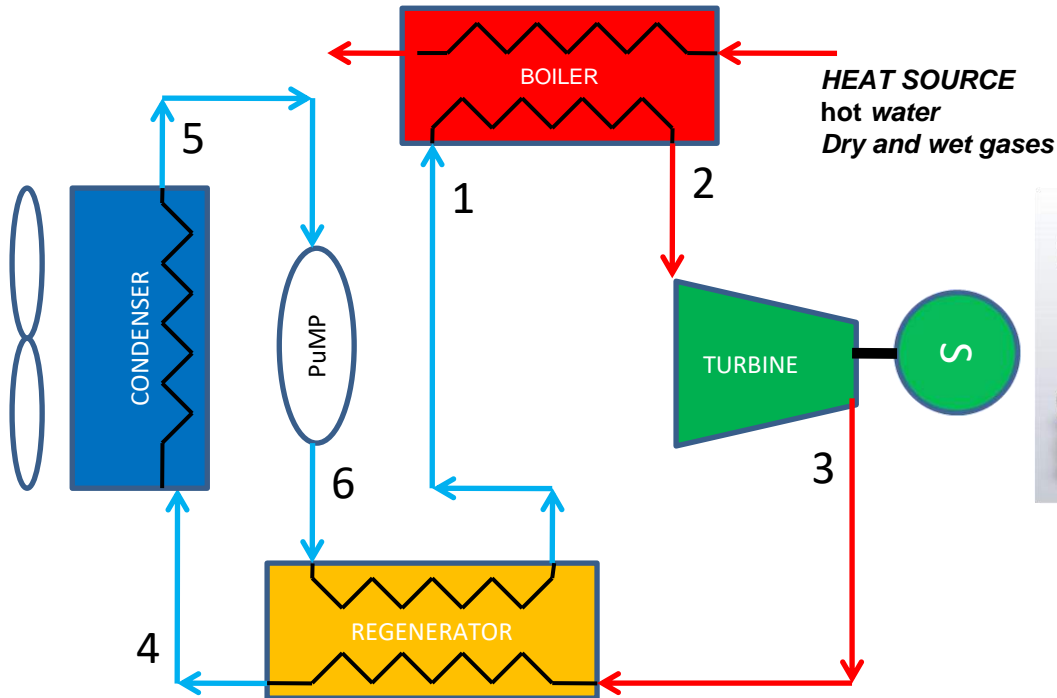 BOILER
HEAT SOURCE
hot water
Dry and wet gases
5
1
2
CONDENSER
PuMP
TURBINE
S
3
6
REGENERATOR
4